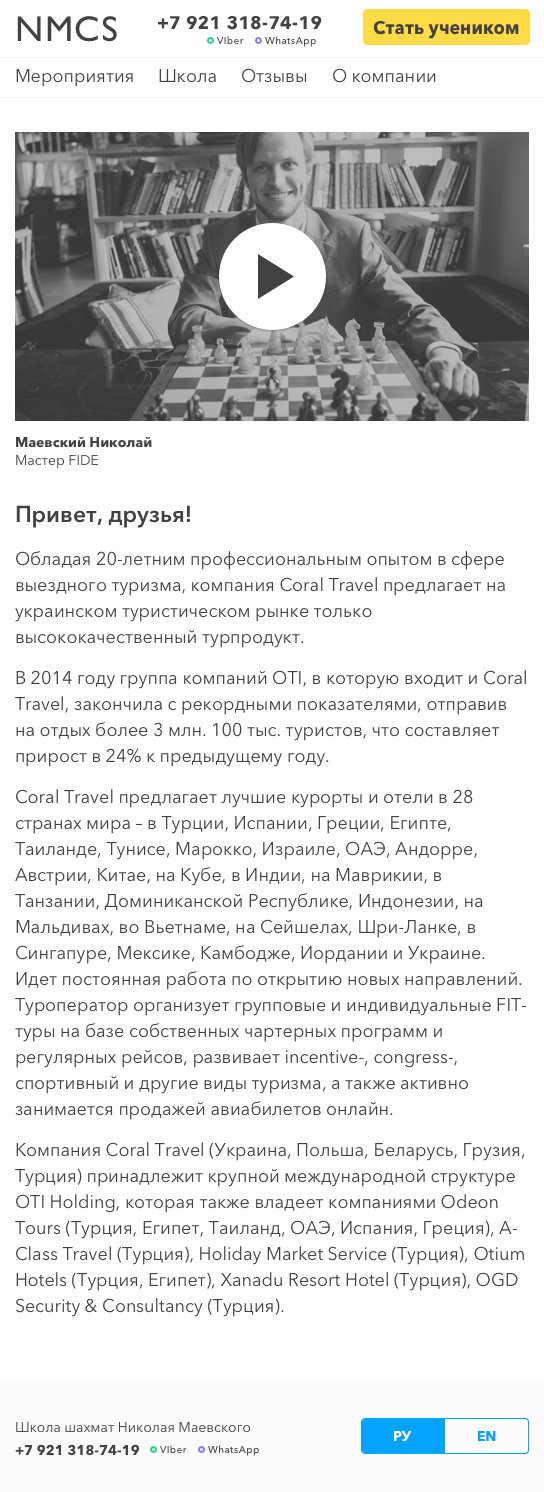 NMCS
+7 921 318-74-19
VIber WhatsApp
Стать учеником
Мероприятия Школа Отзывы О компании
Маевский Николай
Мастер FIDE
Привет, друзья!
Обладая 20-летним профессиональным опытом в сфере
выездного туризма, компания Coral Travel предлагает на
украинском туристическом рынке только
высококачественный турпродукт.
В 2014 году группа компаний OTI, в которую входит и Coral
Travel, закончила с рекордными показателями, отправив
на отдых более 3 млн. 100 тыс. туристов, что составляет
прирост в 24% к предыдущему году.
Coral Travel предлагает лучшие курорты и отели в 28
странах мира – в Турции, Испании, Греции, Египте,
Таиланде, Тунисе, Марокко, Израиле, ОАЭ, Андорре,
Австрии, Китае, на Кубе, в Индии, на Маврикии, в
Танзании, Доминиканской Республике, Индонезии, на
Мальдивах, во Вьетнаме, на Сейшелах, Шри-Ланке, в
Сингапуре, Мексике, Камбодже, Иордании и Украине.
Идет постоянная работа по открытию новых направлений.
Туроператор организует групповые и индивидуальные FIT-
туры на базе собственных чартерных программ и
регулярных рейсов, развивает incentive-, congress-,
спортивный и другие виды туризма, а также активно
занимается продажей авиабилетов онлайн.
Компания Coral Travel (Украина, Польша, Беларусь, Грузия,
Турция) принадлежит крупной международной структуре
OTI Holding, которая также владеет компаниями Odeon
Tours (Турция, Египет, Таиланд, ОАЭ, Испания, Греция), A-
Class Travel (Турция), Holiday Market Service (Турция), Otium
Hotels (Турция, Египет), Xanadu Resort Hotel (Турция), OGD
Security & Consultancy (Турция).
Школа шахмат Николая Маевского
+7 921 318-74-19 VIber WhatsApp
РУ EN